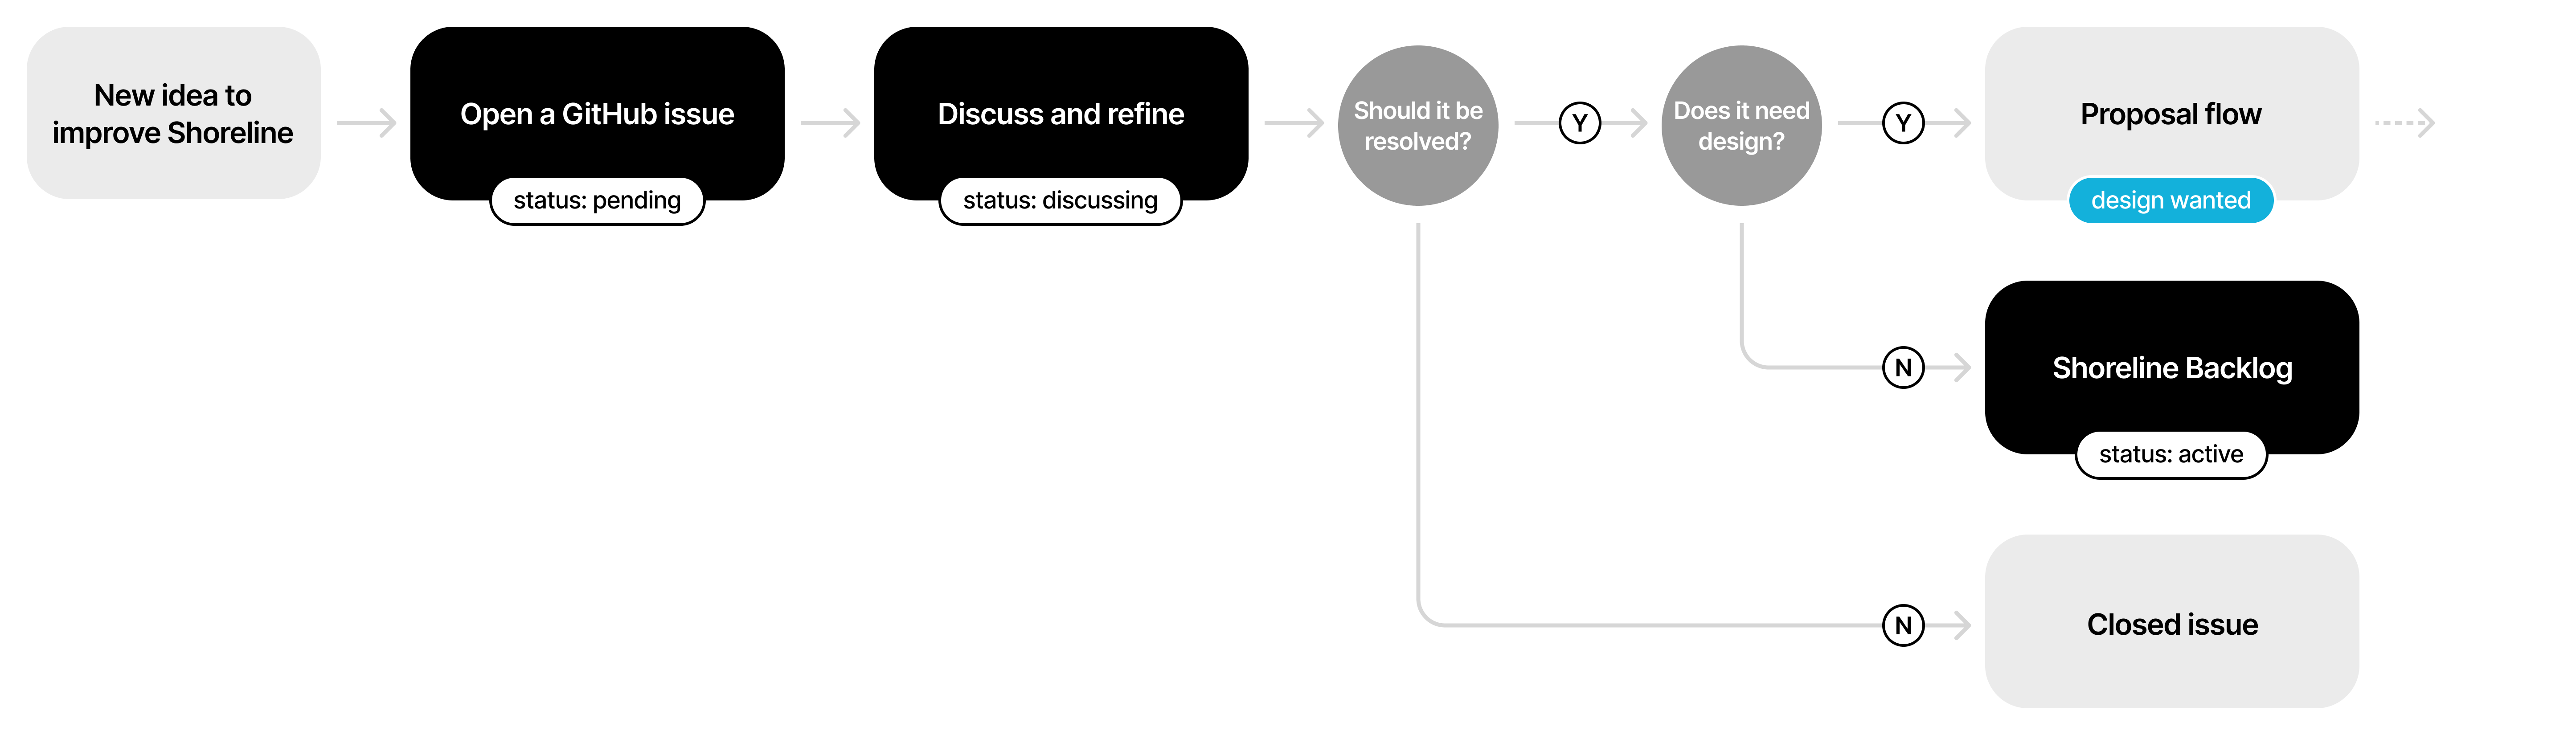 New idea to
improve Shoreline
Open a GitHub issue
status: pending
Discuss and refine
status: discussing
Should it be
resolved?
Y
Does it need
design?
Y
Proposal flow
design wanted
N
Shoreline Backlog
status: active
N
Closed issue